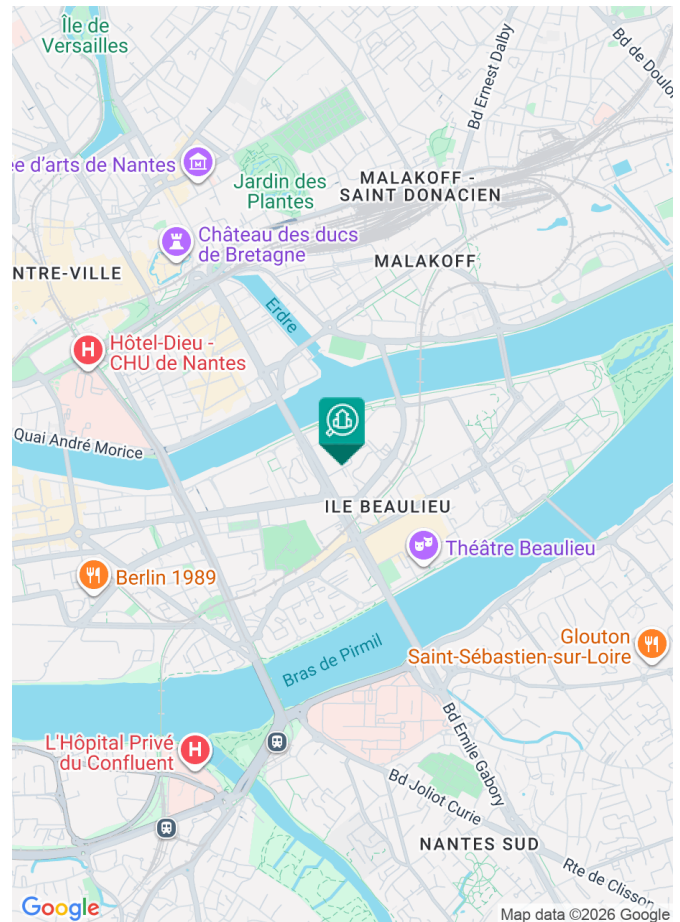 Île de
Versailles
Bd Ernest Dalby
Bd de Doulon
ee d'arts de Nantes
Jardin des
Plantes
MALAKOFF -
SAINT DONACIEN
Château des ducs
de Bretagne
MALAKOFF
NTRE-VILLE
Erdre
Hôtel-Dieu -
CHU de Nantes
Quai André Morice
ILE BEAULIEU
Théâtre Beaulieu
Berlin 1989
Glouton
Saint-Sébastien-sur-Loire
Bras de Pirmil
L'Hôpital Privé
du Confluent
Bd Emile Gabory
Bd Joliot Curie
NANTES SUD
Rte de Clisson
Google
Map data ©2026 Google